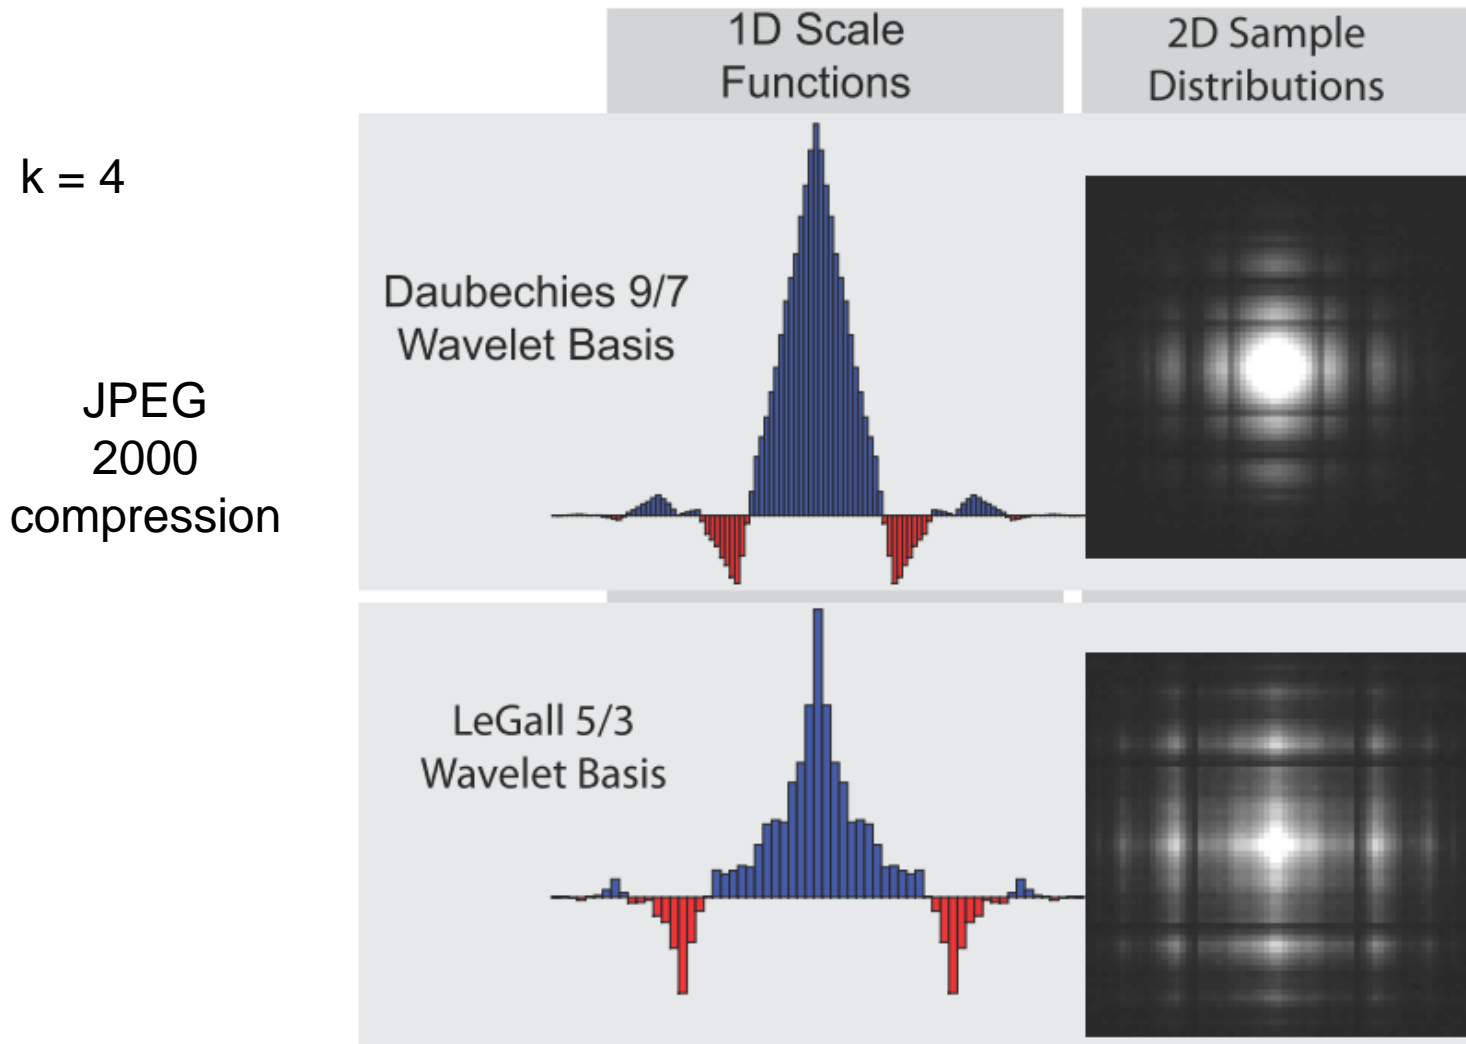 1D Scale
Functions
2D Sample
Distributions
k = 4
Daubechies 9/7
Wavelet Basis
JPEG
2000
compression
LeGall 5/3
Wavelet Basis